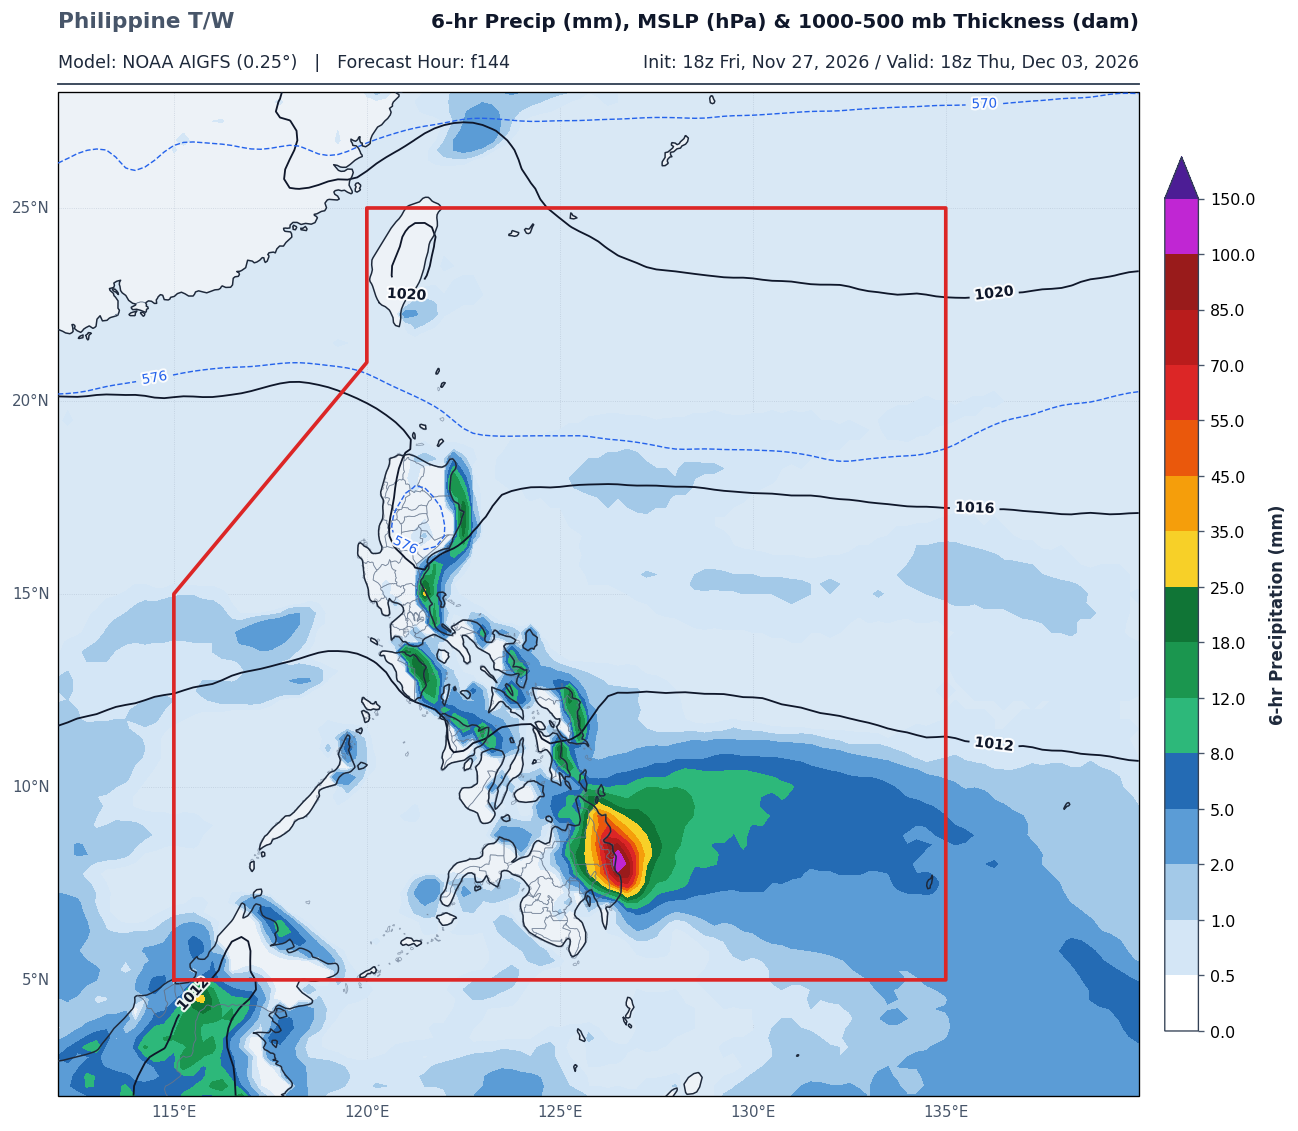 Philippine T/W
6-hr Precip (mm), MSLP (hPa) & 1000-500 mb Thickness (dam)
Model: NOAA AIGFS (0.25°) | Forecast Hour: f144
Init: 18z Fri, Nov 27, 2026 / Valid: 18z Thu, Dec 03, 2026
570
25°N
1020
1020
576
20°N
1016
576
15°N
1012
10°N
5°N
1012
115°E
120°E
125°E
130°E
135°E
150.0
100.0
85.0
70.0
55.0
45.0
35.0
25.0
18.0
12.0
8.0
5.0
2.0
1.0
0.5
0.0
6-hr Precipitation (mm)